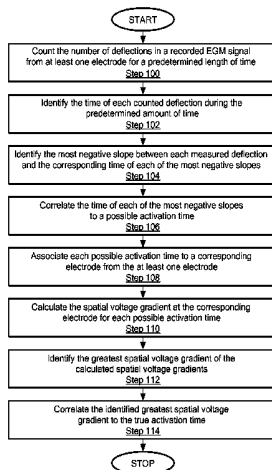 START
Count the number of deflections in a recorded EGM signal
from at least one electrode for a predetermined length of time
Step 100
Identify the time of each counted deflection during the
predetermined amount of time
Step 102
Identify the most negative slope between each measured deflection
and the corresponding time of each of the most negative slopes
Step 104
Correlate the time of each of the most negative slopes
to a possible activation time
Step 106
Associate each possible activation time to a corresponding
electrode from the at least one electrode
Step 108
Calculate the spatial voltage gradient at the corresponding
electrode for each possible activation time
Step 110
Identify the greatest spatial voltage gradient of the
calculated spatial voltage gradients
Step 112
Correlate the identified greatest spatial voltage
gradient to the true activation time
Step 114
STOP